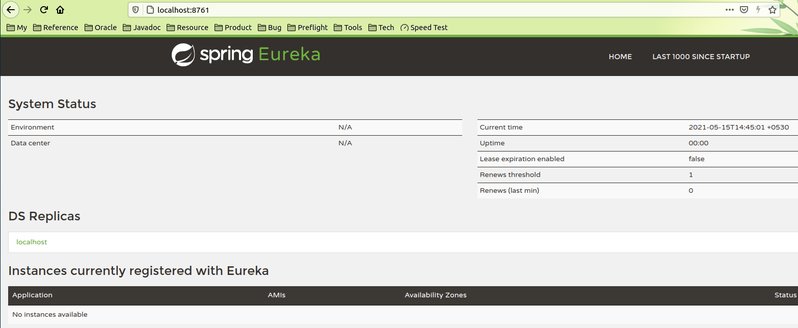 localhost:8761
My Reference Oracle Javadoc Resource Product Bug Preflight Tools Tech Speed Test
spring Eureka HOME LAST 1000 SINCE STARTUP
System Status
Environment N/A Current time 2021-05-15T14:45:01 +0530
Data center N/A Uptime 00:00
Lease expiration enabled false
Renews threshold 1
Renews (last min) 0
DS Replicas
localhost
Instances currently registered with Eureka
Application AMIs Availability Zones Status
No instances available